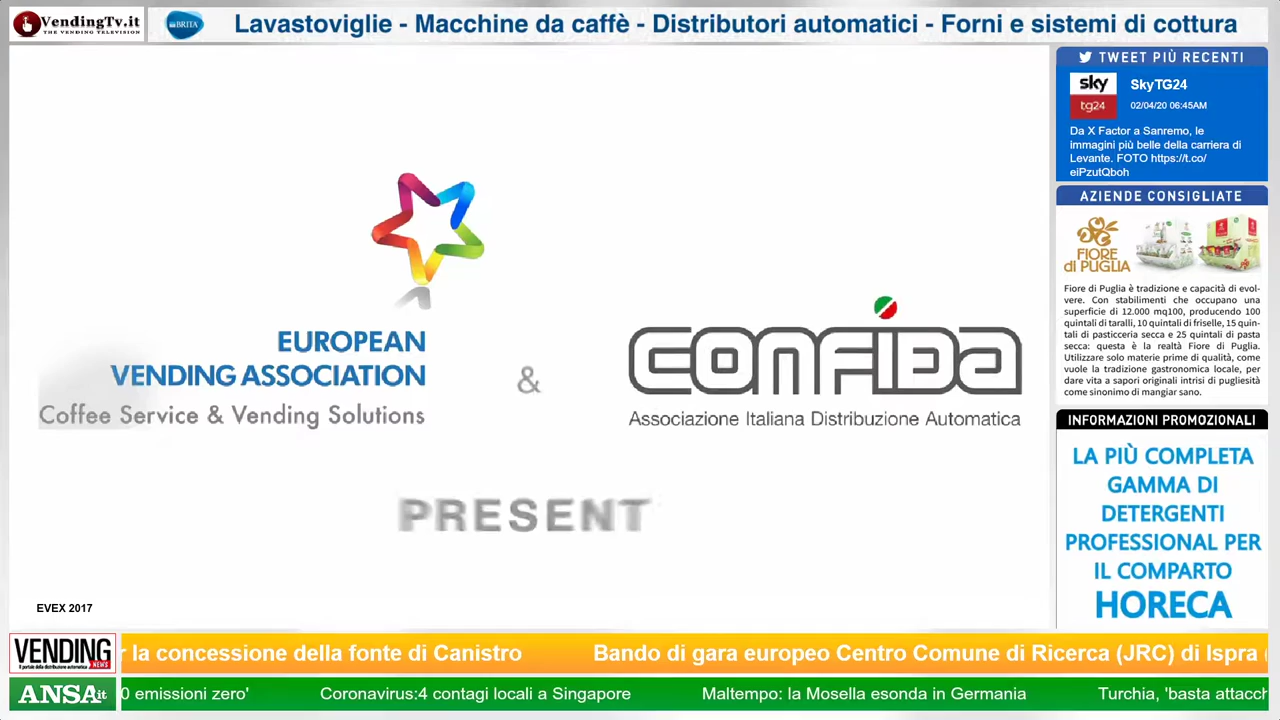 VendingTv.it
THE VENDING TELEVISION
BRITA
Lavastoviglie - Macchine da caffè - Distributori automatici - Forni e sistemi di cottura
EUROPEAN
VENDING ASSOCIATION
Coffee Service & Vending Solutions
&
CONFIDA
Associazione Italiana Distribuzione Automatica
PRESENT
EVEX 2017
TWEET PIÙ RECENTI
sky
tg24
SkyTG24
02/04/20 06:45AM
Da X Factor a Sanremo, le
immagini più belle della carriera di
Levante. FOTO https://t.co/
eiPzutQboh
AZIENDE CONSIGLIATE
FIORE
di PUGLIA
Fiore di Puglia è tradizione e capacità di evol-
vere. Con stabilimenti che occupano una
superficie di 12.000 mq100, producendo 100
quintali di taralli, 10 quintali di friselle, 15 quin-
tali di pasticceria secca e 25 quintali di pasta
secca: questa è la realtà Fiore di Puglia.
Utilizzare solo materie prime di qualità, come
vuole la tradizione gastronomica locale, per
dare vita a sapori originali intrisi di pugliesità
come sinonimo di mangiar sano.
INFORMAZIONI PROMOZIONALI
LA PIÙ COMPLETA
GAMMA DI
DETERGENTI
PROFESSIONAL PER
IL COMPARTO
HORECA
VENDING NEWS
Il portale della distribuzione automatica
r la concessione della fonte di Canistro Bando di gara europeo Centro Comune di Ricerca (JRC) di Ispra (
ANSA.it
0 emissioni zero' Coronavirus:4 contagi locali a Singapore Maltempo: la Mosella esonda in Germania Turchia, 'basta attacch